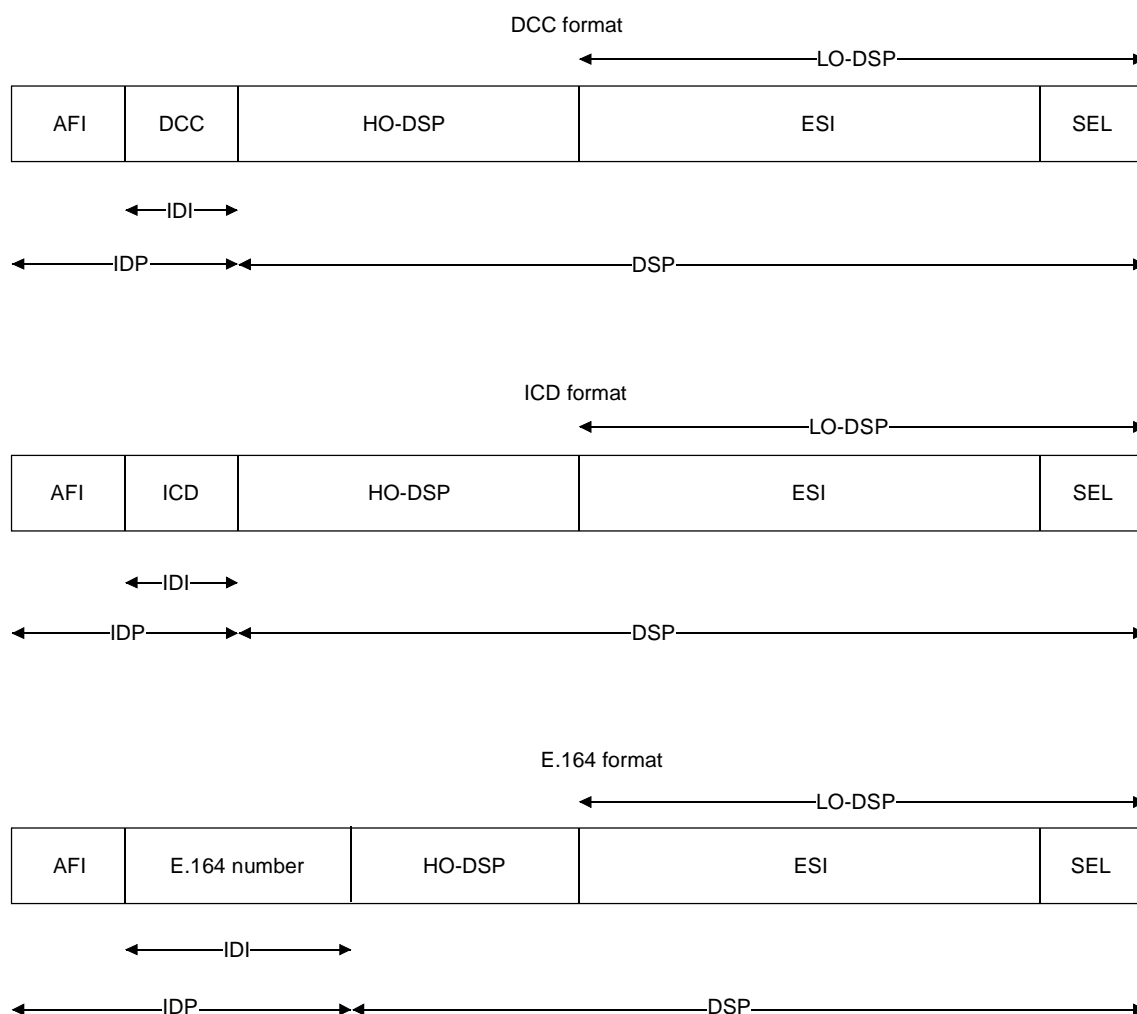 DCC format
LO-DSP
AFI DCC HO-DSP ESI SEL
IDI
IDP DSP
ICD format
LO-DSP
AFI ICD HO-DSP ESI SEL
IDI
IDP DSP
E.164 format
LO-DSP
AFI E.164 number HO-DSP ESI SEL
IDI
IDP DSP